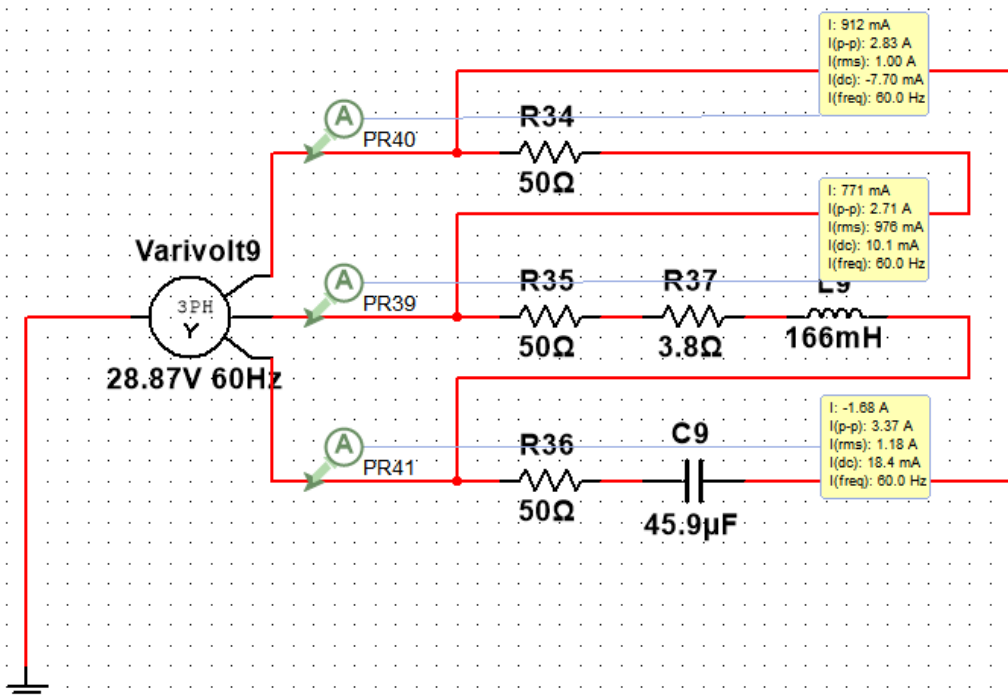 I: 912 mA
I(p-p): 2.83 A
I(rms): 1.00 A
I(dc): -7.70 mA
I(freq): 60.0 Hz
A
PR40
R34
50Ω
I: 771 mA
I(p-p): 2.71 A
I(rms): 976 mA
I(dc): 10.1 mA
I(freq): 60.0 Hz
Varivolt9
3PH
Y
28.87V 60Hz
A
PR39
R35
50Ω
R37
3.8Ω
L9
166mH
I: -1.68 A
I(p-p): 3.37 A
I(rms): 1.18 A
I(dc): 18.4 mA
I(freq): 60.0 Hz
A
PR41
R36
50Ω
C9
45.9µF